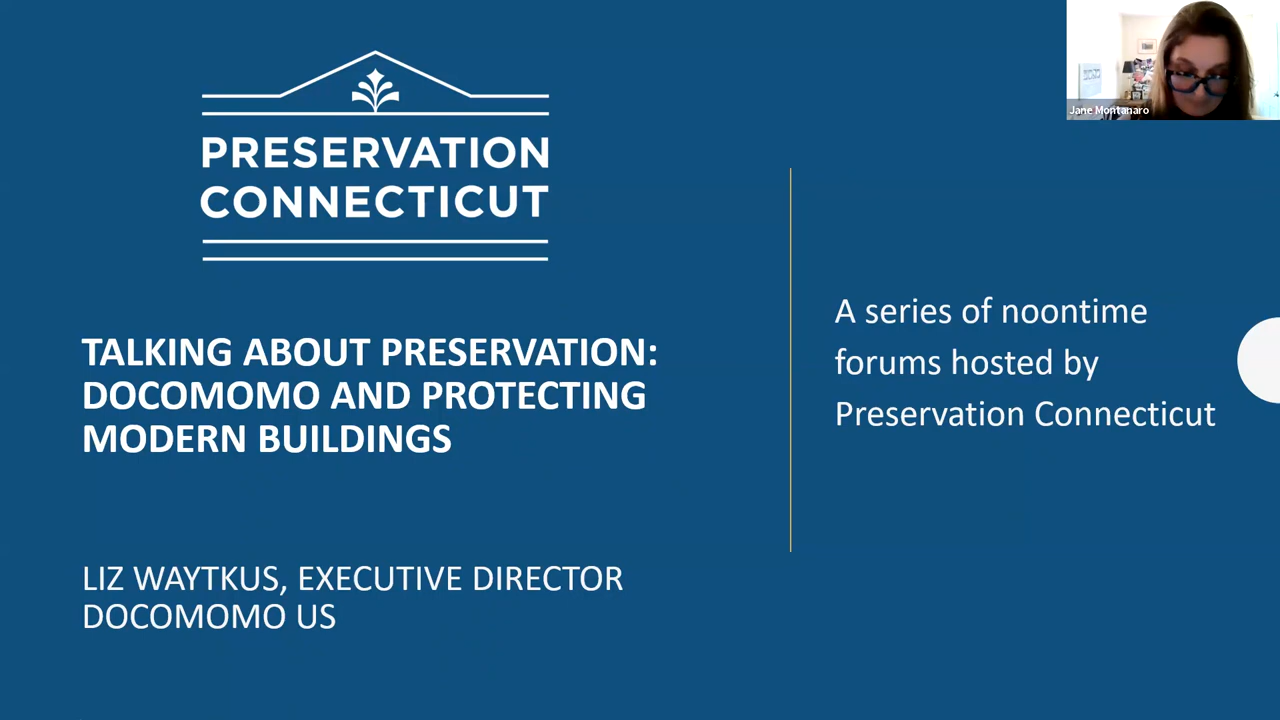 PRESERVATION
CONNECTICUT
TALKING ABOUT PRESERVATION:
DOCOMOMO AND PROTECTING
MODERN BUILDINGS
LIZ WAYTKUS, EXECUTIVE DIRECTOR
DOCOMOMO US
A series of noontime
forums hosted by
Preservation Connecticut
Jane Montanaro